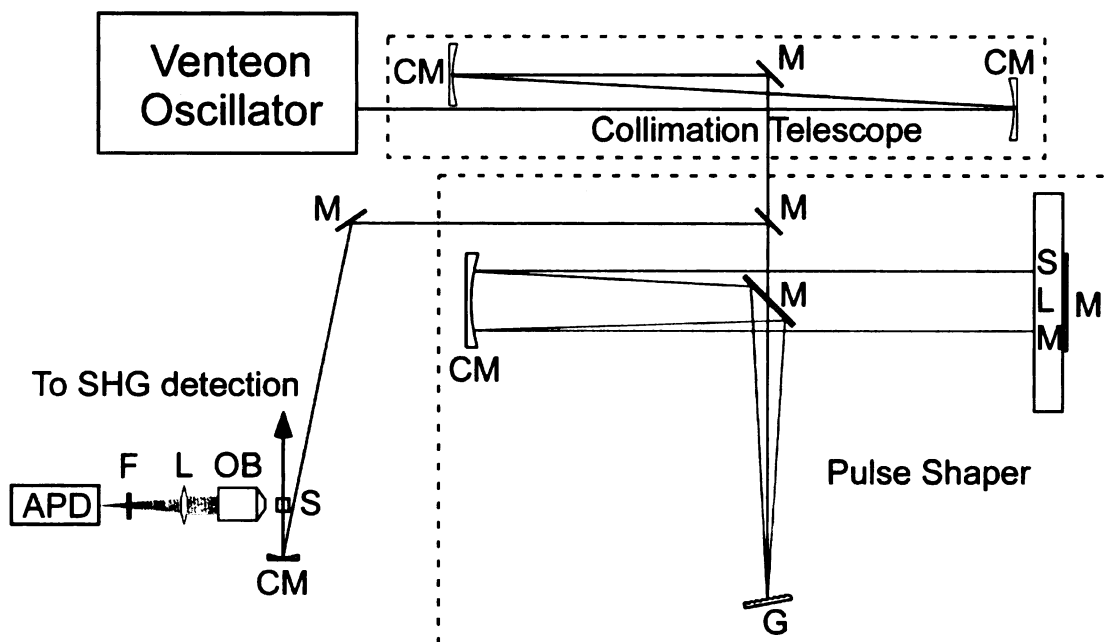 Venteon
Oscillator
CM
M
CM
Collimation Telescope
M
M
S
L
M
M
M
CM
To SHG detection
F
L
OB
APD
S
CM
Pulse Shaper
G